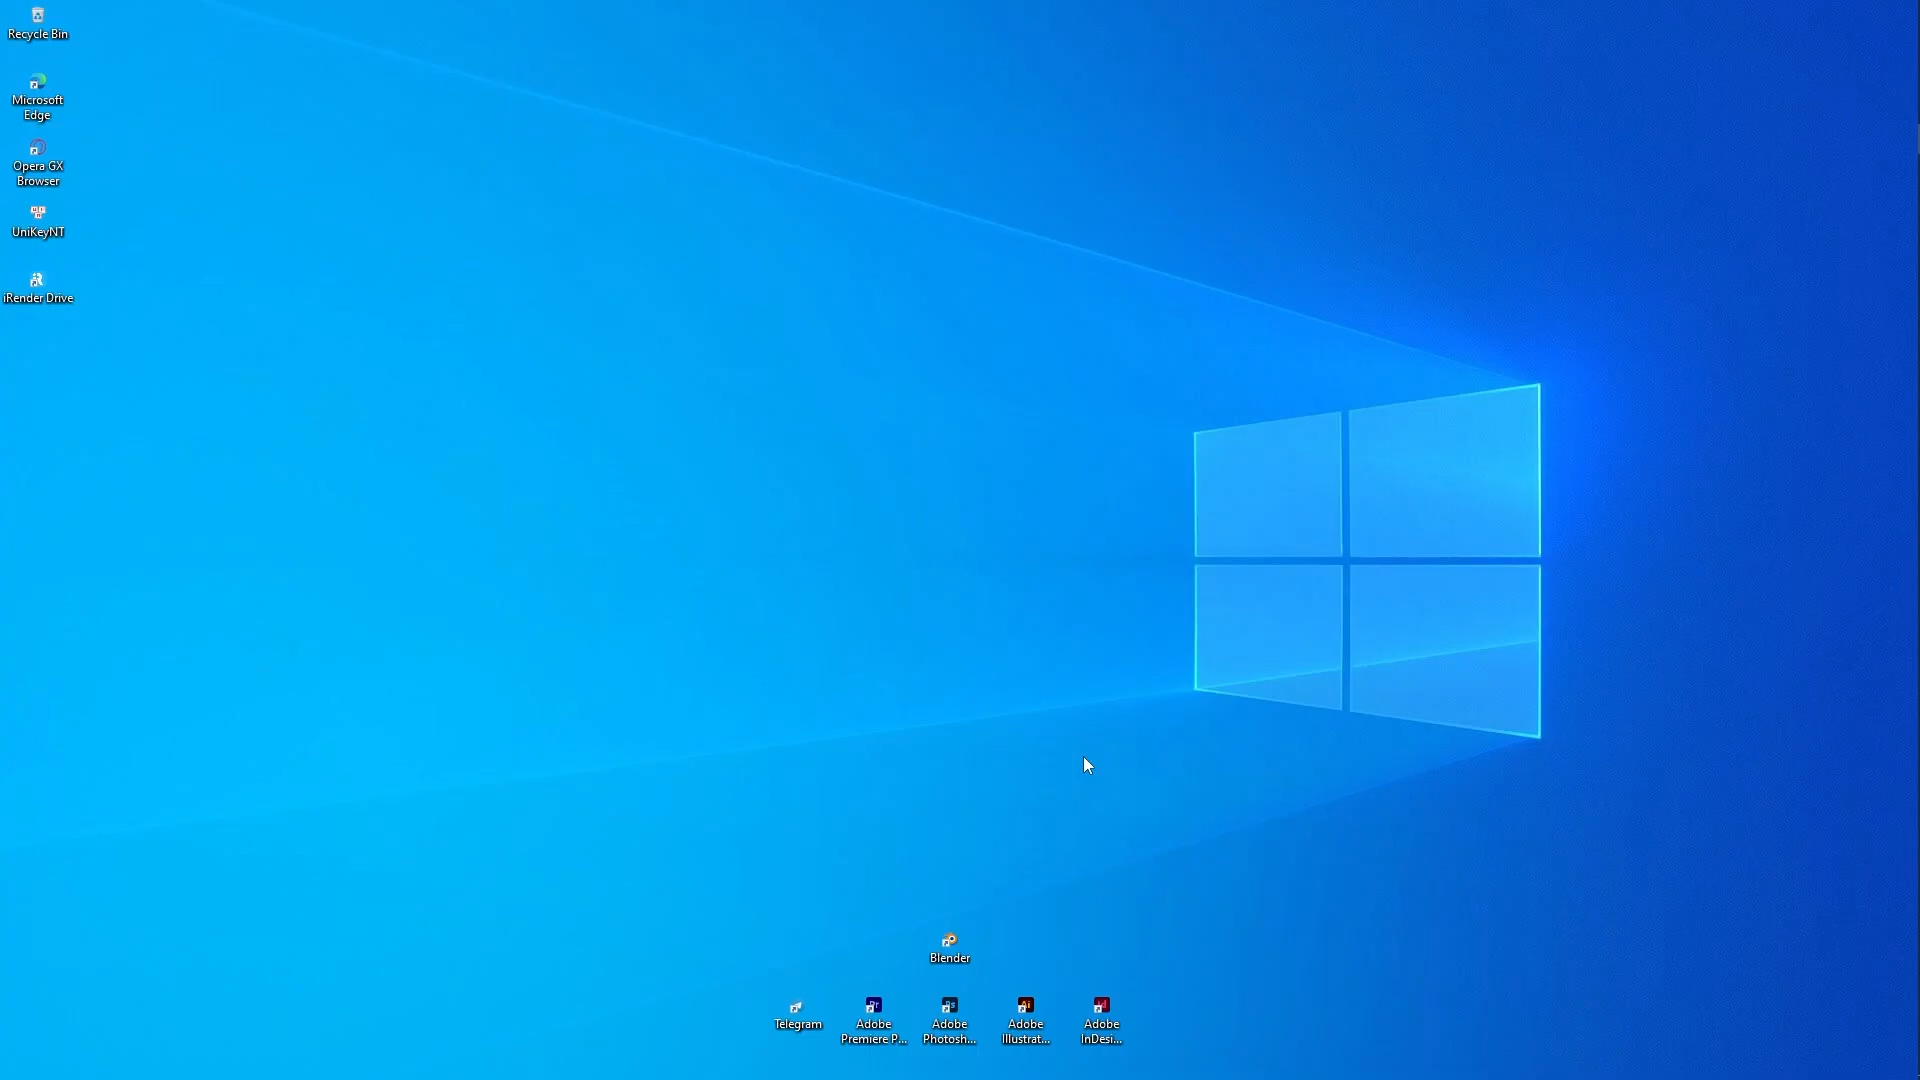 Recycle Bin
Microsoft
Edge
Opera GX
Browser
UniKeyNT
iRender Drive
Blender
Telegram
Adobe
Premiere P...
Adobe
Photosh...
Adobe
Illustrat...
Adobe
InDesi...